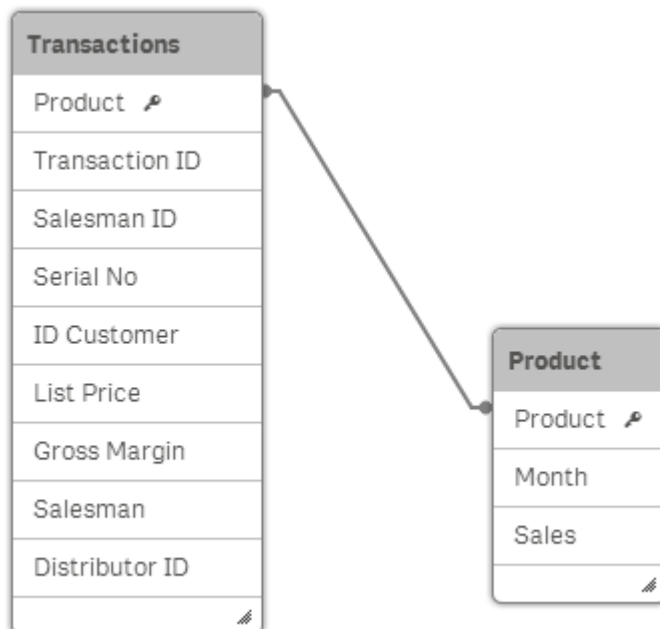 Transactions
Product
Transaction ID
Salesman ID
Serial No
ID Customer
List Price
Gross Margin
Salesman
Distributor ID
Product
Product
Month
Sales